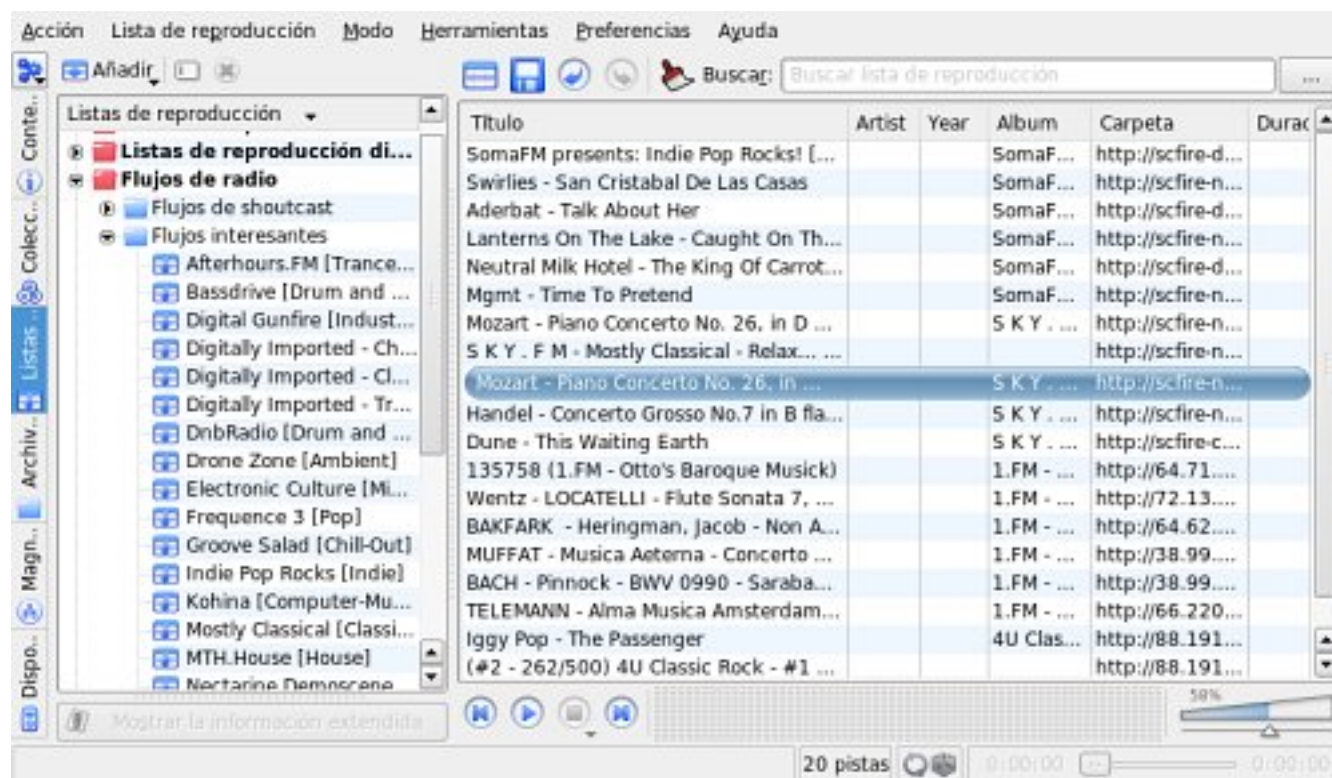 Acción Lista de reproducción Modo Herramientas Preferencias Ayuda
Añadir
Buscar: Buscar lista de reproducción ...
Conte...
Colecc...
Listas ..
Archiv..
Magn...
Dispo..
Listas de reproducción
Listas de reproducción di...
Flujos de radio
Flujos de shoutcast
Flujos interesantes
Afterhours.FM [Trance...
Bassdrive [Drum and ...
Digital Gunfire [Indust...
Digitally Imported - Ch...
Digitally Imported - Cl...
Digitally Imported - Tr...
DnbRadio [Drum and ...
Drone Zone [Ambient]
Electronic Culture [Mi...
Frequence 3 [Pop]
Groove Salad [Chill-Out]
Indie Pop Rocks [Indie]
Kohina [Computer-Mu...
Mostly Classical [Classi...
MTH.House [House]
Nectarine Demoscene
Mostrar la información extendida
Título Artist Year Album Carpeta Durac
SomaFM presents: Indie Pop Rocks! [... SomaF... http://scfire-d...
Swirlies - San Cristabal De Las Casas SomaF... http://scfire-n...
Aderbat - Talk About Her SomaF... http://scfire-d...
Lanterns On The Lake - Caught On Th... SomaF... http://scfire-n...
Neutral Milk Hotel - The King Of Carrot... SomaF... http://scfire-d...
Mgmt - Time To Pretend SomaF... http://scfire-n...
Mozart - Piano Concerto No. 26, in D ... S K Y . ... http://scfire-n...
S K Y . F M - Mostly Classical - Relax... ... http://scfire-n...
Mozart - Piano Concerto No. 26, in ... S K Y . ... http://scfire-n...
Handel - Concerto Grosso No.7 in B fla... S K Y . ... http://scfire-n...
Dune - This Waiting Earth S K Y . ... http://scfire-c...
135758 (1.FM - Otto's Baroque Musick) 1.FM - ... http://64.71....
Wentz - LOCATELLI - Flute Sonata 7, ... 1.FM - ... http://72.13....
BAKFARK - Heringman, Jacob - Non A... 1.FM - ... http://64.62....
MUFFAT - Musica Aeterna - Concerto ... 1.FM - ... http://38.99....
BACH - Pinnock - BWV 0990 - Saraba... 1.FM - ... http://38.99....
TELEMANN - Alma Musica Amsterdam... 1.FM - ... http://66.220...
Iggy Pop - The Passenger 4U Clas... http://88.191...
(#2 - 262/500) 4U Classic Rock - #1 ... http://88.191...
58%
20 pistas 0:00:00 0:00:00